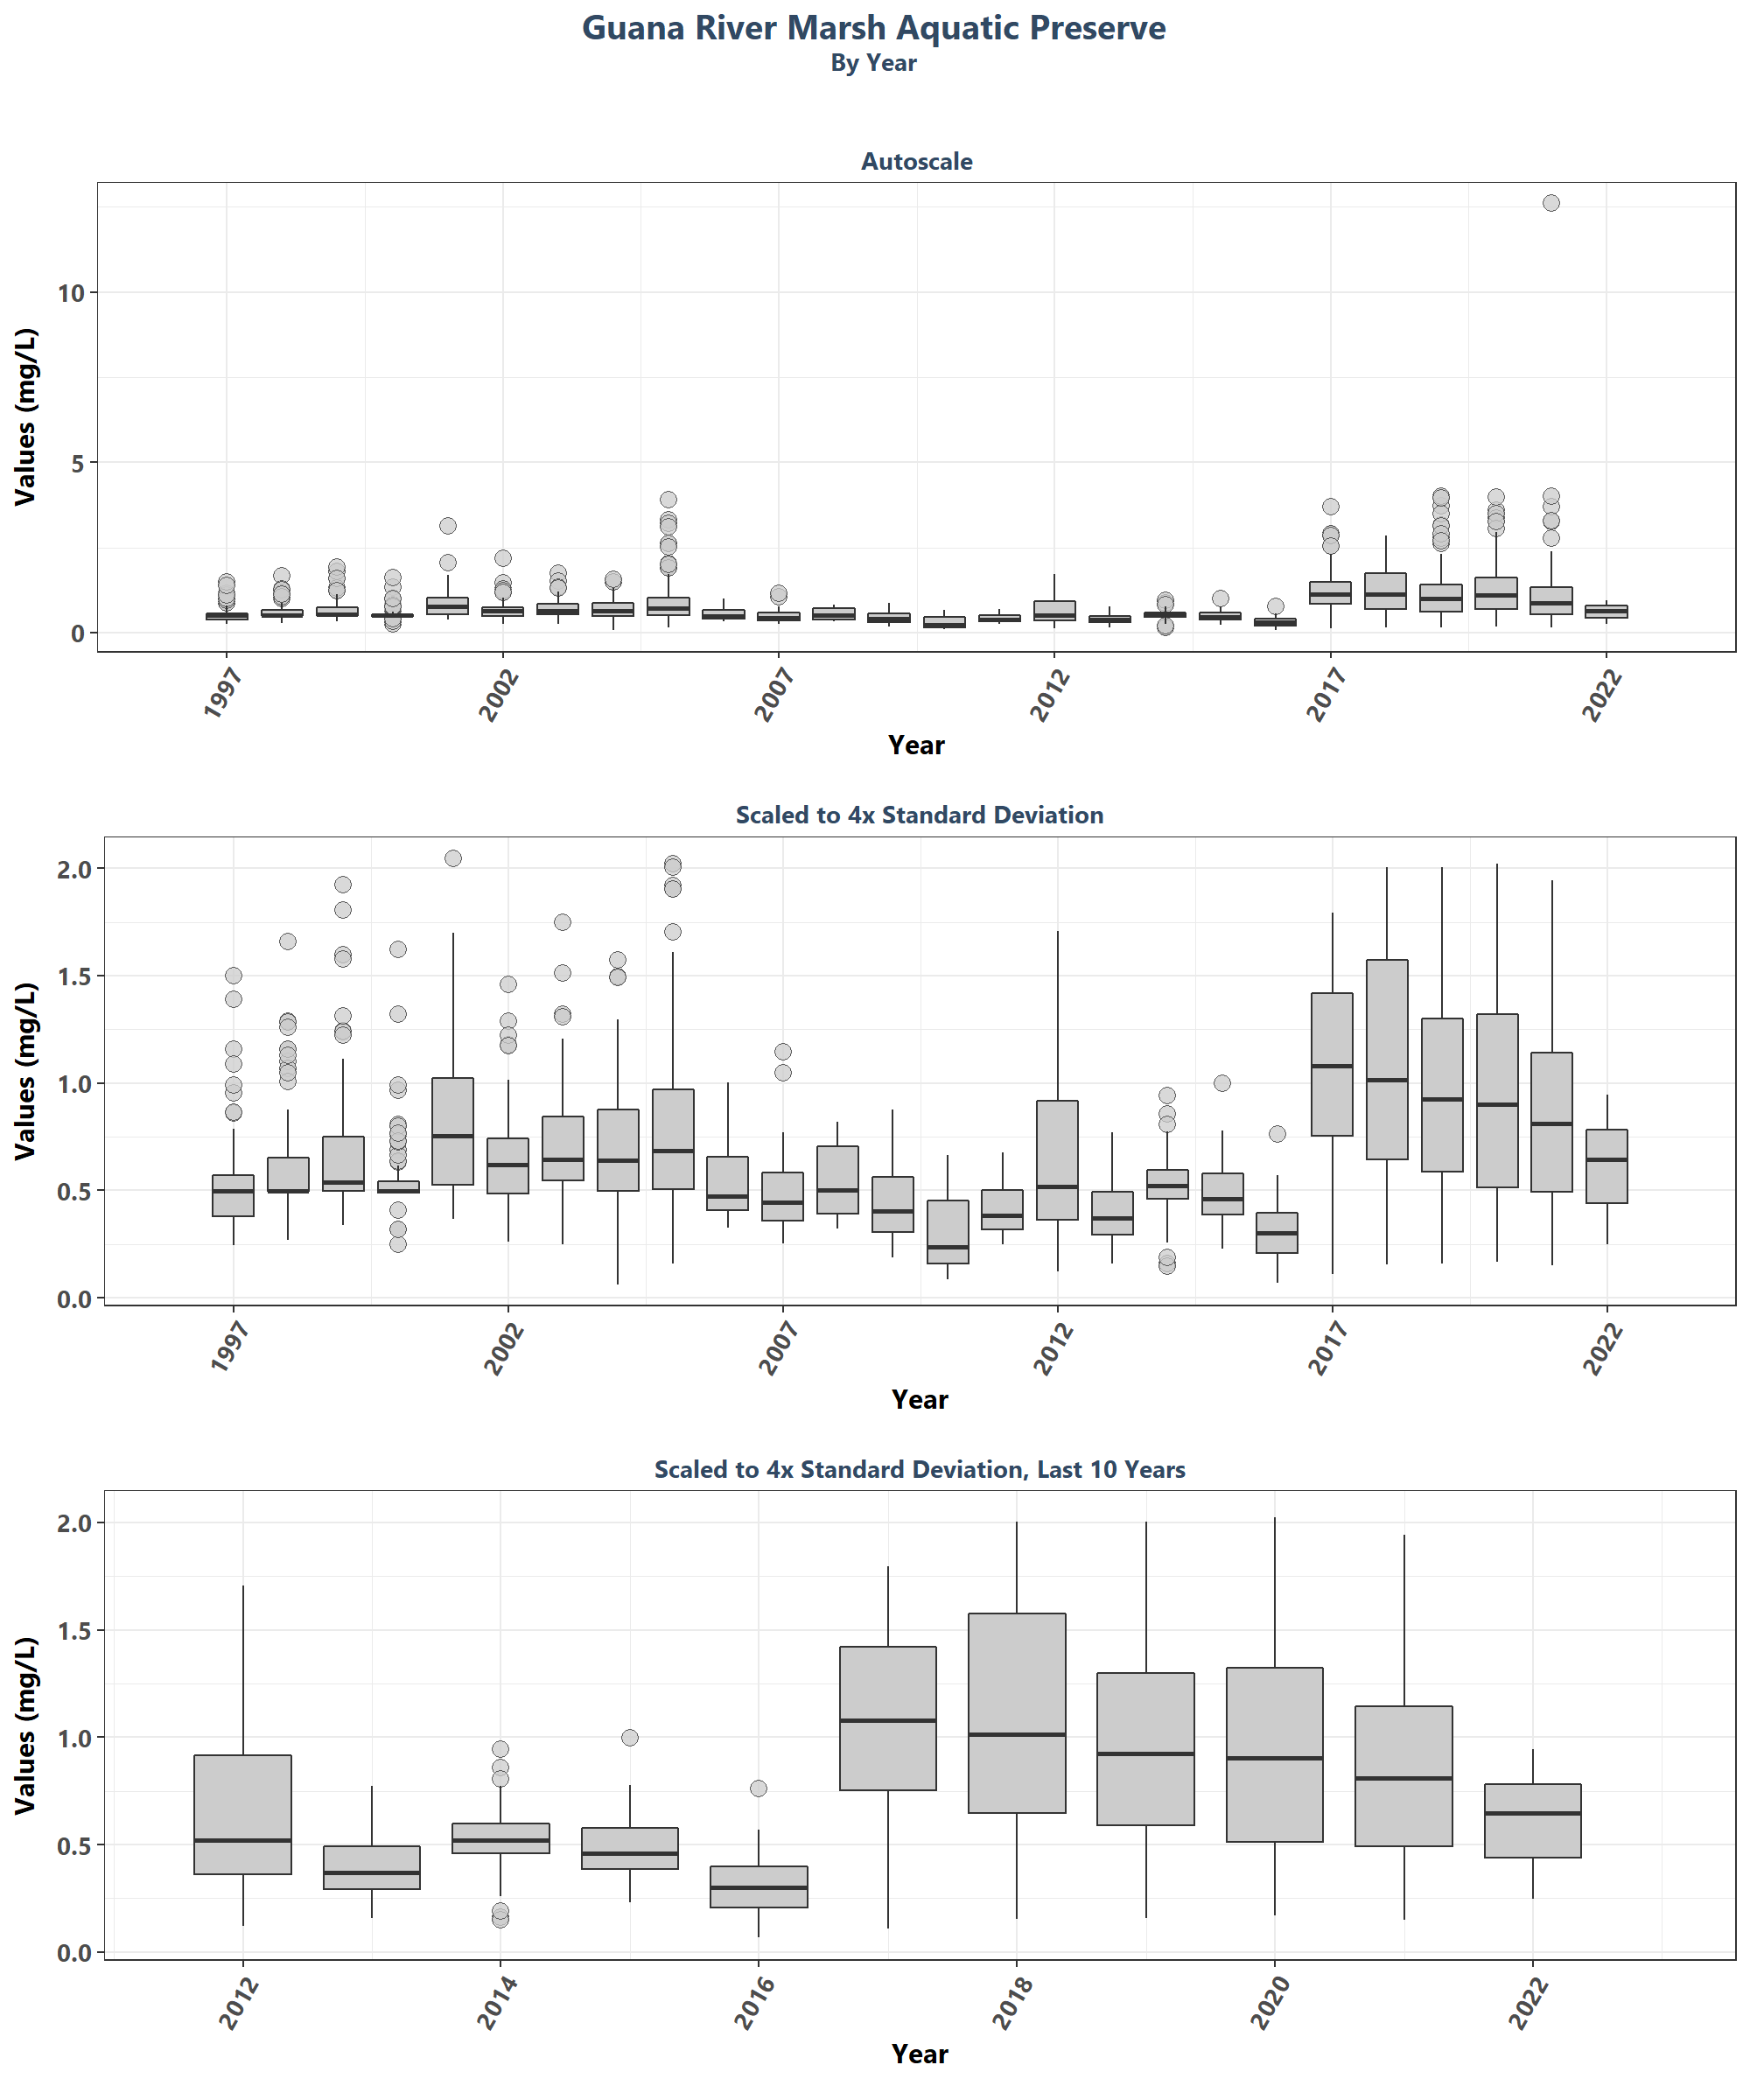 Guana River Marsh Aquatic Preserve
By Year
Autoscale
Values (mg/L)
10
5
0
1997 2002 2007 2012 2017 2022
Year
Scaled to 4x Standard Deviation
Values (mg/L)
2.0
1.5
1.0
0.5
0.0
1997 2002 2007 2012 2017 2022
Year
Scaled to 4x Standard Deviation, Last 10 Years
Values (mg/L)
2.0
1.5
1.0
0.5
0.0
2012 2014 2016 2018 2020 2022
Year